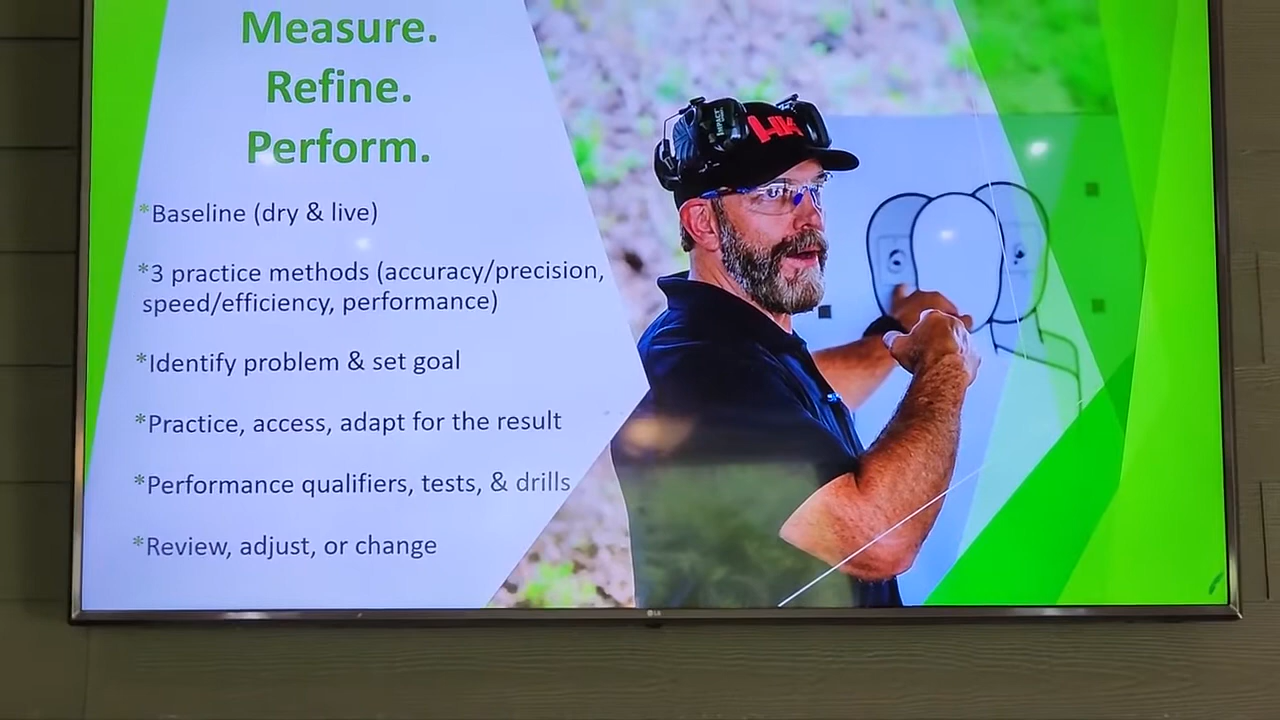 Measure.
Refine.
Perform.
*Baseline (dry & live)
*3 practice methods (accuracy/precision,
speed/efficiency, performance)
*Identify problem & set goal
*Practice, access, adapt for the result
*Performance qualifiers, tests, & drills
*Review, adjust, or change
HK
IMPACT
LG